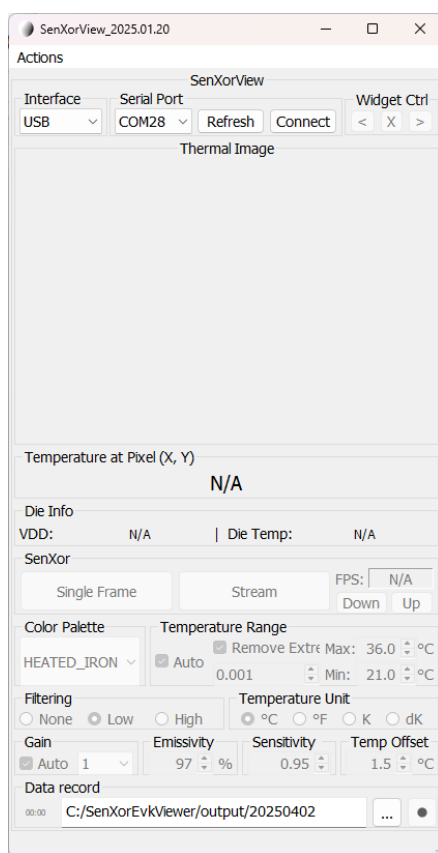 SenXorView_2025.01.20
Actions
SenXorView
Interface Serial Port Widget Ctrl
USB COM28 Refresh Connect < X >
Thermal Image
Temperature at Pixel (X, Y)
N/A
Die Info
VDD: N/A | Die Temp: N/A
SenXor
Single Frame Stream FPS: N/A
Down Up
Color Palette Temperature Range
HEATED_IRON Auto Remove Extre Max: 36.0 °C
0.001 Min: 21.0 °C
Filtering Temperature Unit
None Low High °C °F K dK
Gain Emissivity Sensitivity Temp Offset
Auto 1 97 % 0.95 1.5 °C
Data record
00:00 C:/SenXorEvkViewer/output/20250402 ...